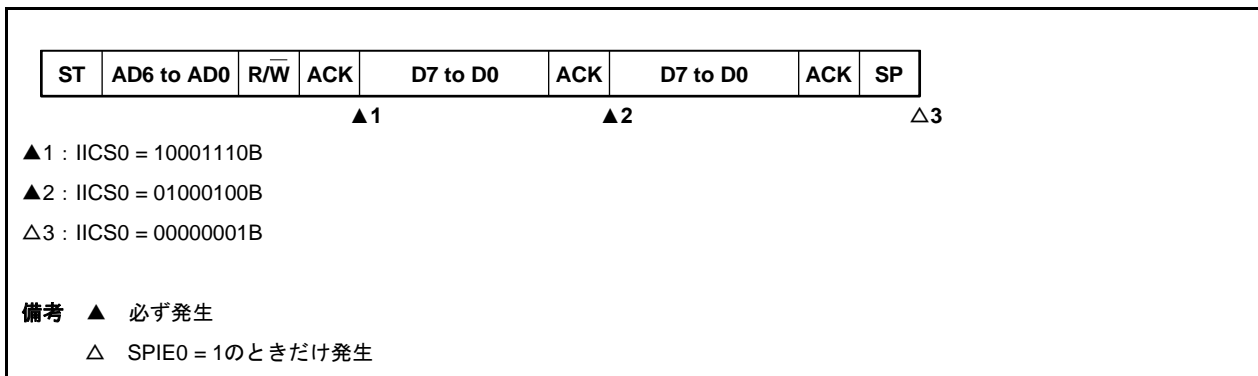 ST AD6 to AD0 R/W̅ ACK D7 to D0 ACK D7 to D0 ACK SP
▲1 ▲2 △3
▲1：IICS0 = 10001110B
▲2：IICS0 = 01000100B
△3：IICS0 = 00000001B
備考 ▲ 必ず発生
△ SPIE0 = 1のときだけ発生